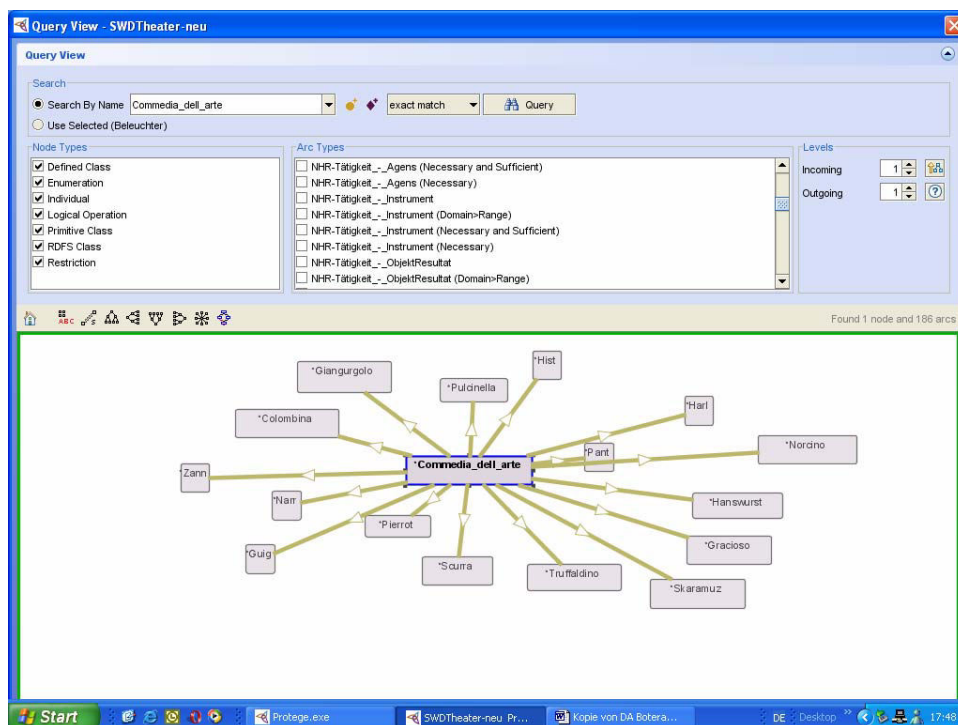 Query View - SWDTheater-neu
Query View
Search
Search By Name Commedia_dell_arte exact match Query
Use Selected (Beleuchter)
Node Types
Defined Class
Enumeration
Individual
Logical Operation
Primitive Class
RDFS Class
Restriction
Arc Types
NHR-Tätigkeit_-_Agens (Necessary and Sufficient)
NHR-Tätigkeit_-_Agens (Necessary)
NHR-Tätigkeit_-_Instrument
NHR-Tätigkeit_-_Instrument (Domain>Range)
NHR-Tätigkeit_-_Instrument (Necessary and Sufficient)
NHR-Tätigkeit_-_Instrument (Necessary)
NHR-Tätigkeit_-_ObjektResultat
NHR-Tätigkeit_-_ObjektResultat (Domain>Range)
Levels
Incoming 1
Outgoing 1
ABC
Found 1 node and 186 arcs
*Hist
*Giangurgolo
*Pulcinella
*Harl
*Colombina
*Norcino
*Pant
*Commedia_dell_arte
*Zann
*Narr
*Hanswurst
*Pierrot
*Gracioso
*Guig
*Scurra
*Truffaldino
*Skaramuz
Start Protege.exe SWDTheater-neu Pr... Kopie von DA Botera... DE Desktop 17:48